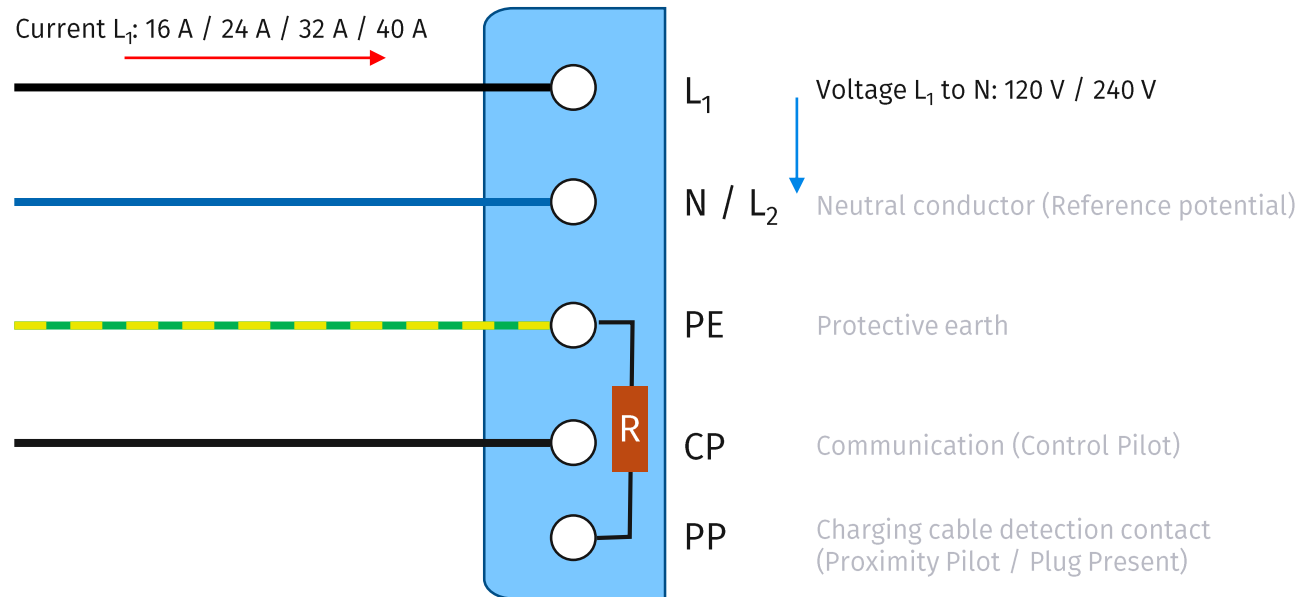 Current L₁: 16 A / 24 A / 32 A / 40 A
L₁
Voltage L₁ to N: 120 V / 240 V
N / L₂
Neutral conductor (Reference potential)
PE
Protective earth
R
CP
Communication (Control Pilot)
PP
Charging cable detection contact
(Proximity Pilot / Plug Present)